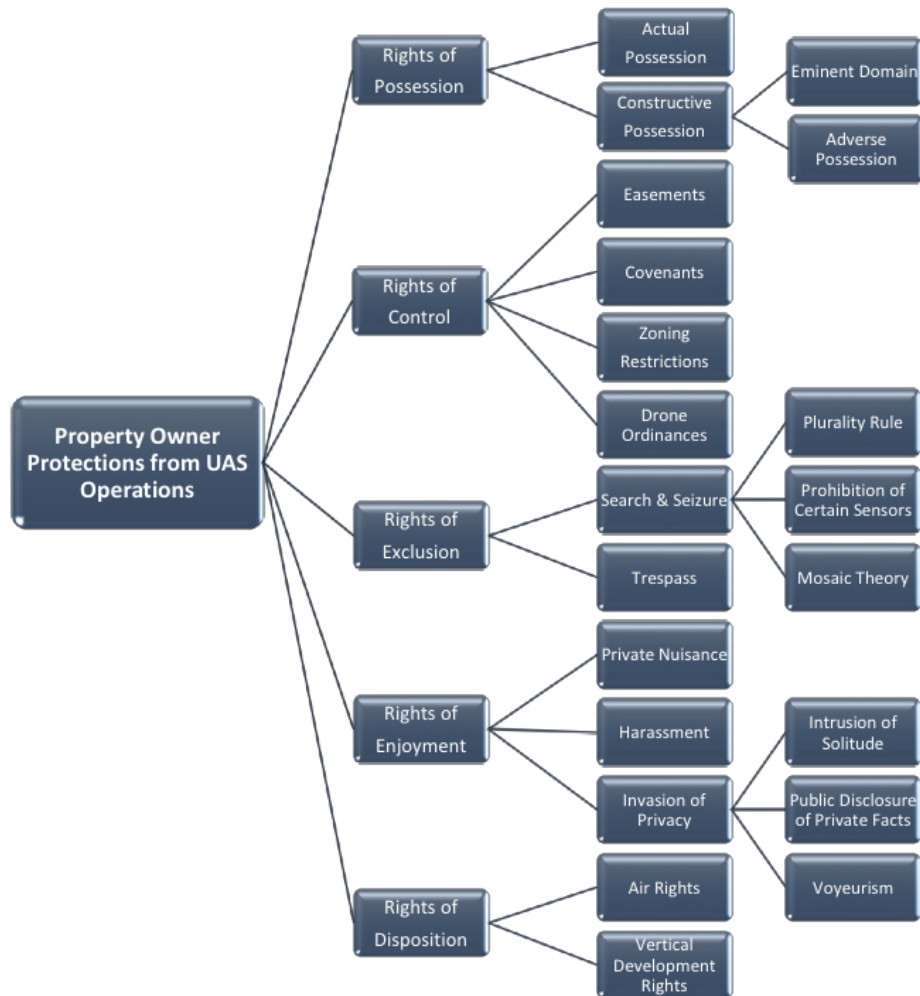 Property Owner
Protections from UAS
Operations
Rights of
Possession
Actual
Possession
Constructive
Possession
Eminent Domain
Adverse
Possession
Rights of
Control
Easements
Covenants
Zoning
Restrictions
Drone
Ordinances
Rights of
Exclusion
Search & Seizure
Plurality Rule
Prohibition of
Certain Sensors
Mosaic Theory
Trespass
Rights of
Enjoyment
Private Nuisance
Harassment
Invasion of
Privacy
Intrusion of
Solitude
Public Disclosure
of Private Facts
Voyeurism
Rights of
Disposition
Air Rights
Vertical
Development
Rights